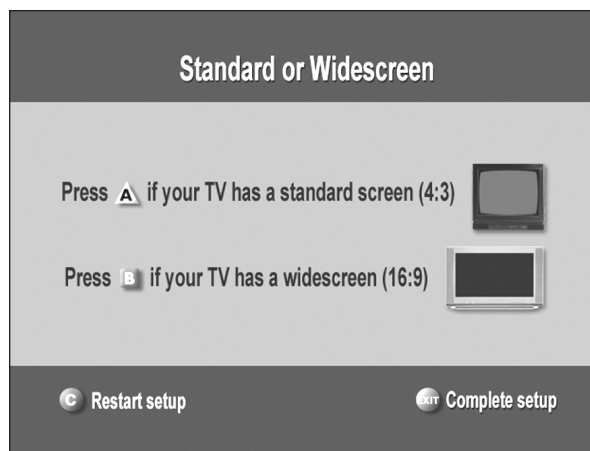 Standard or Widescreen
Press A if your TV has a standard screen (4:3)
Press B if your TV has a widescreen (16:9)
C Restart setup
EXIT Complete setup